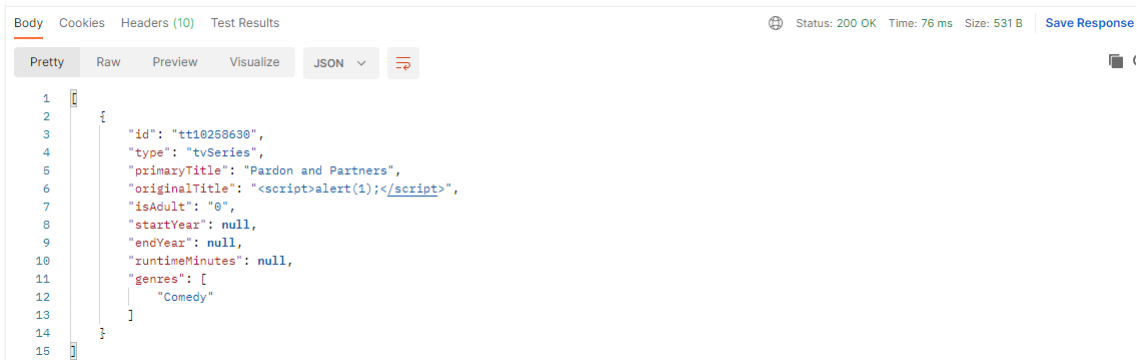 Body Cookies Headers (10) Test Results Status: 200 OK Time: 76 ms Size: 531 B Save Response
Pretty Raw Preview Visualize JSON
1 [
2 {
3 "id": "tt10258630",
4 "type": "tvSeries",
5 "primaryTitle": "Pardon and Partners",
6 "originalTitle": "<script>alert(1);</script>",
7 "isAdult": "0",
8 "startYear": null,
9 "endYear": null,
10 "runtimeMinutes": null,
11 "genres": [
12 "Comedy"
13 ]
14 }
15 ]